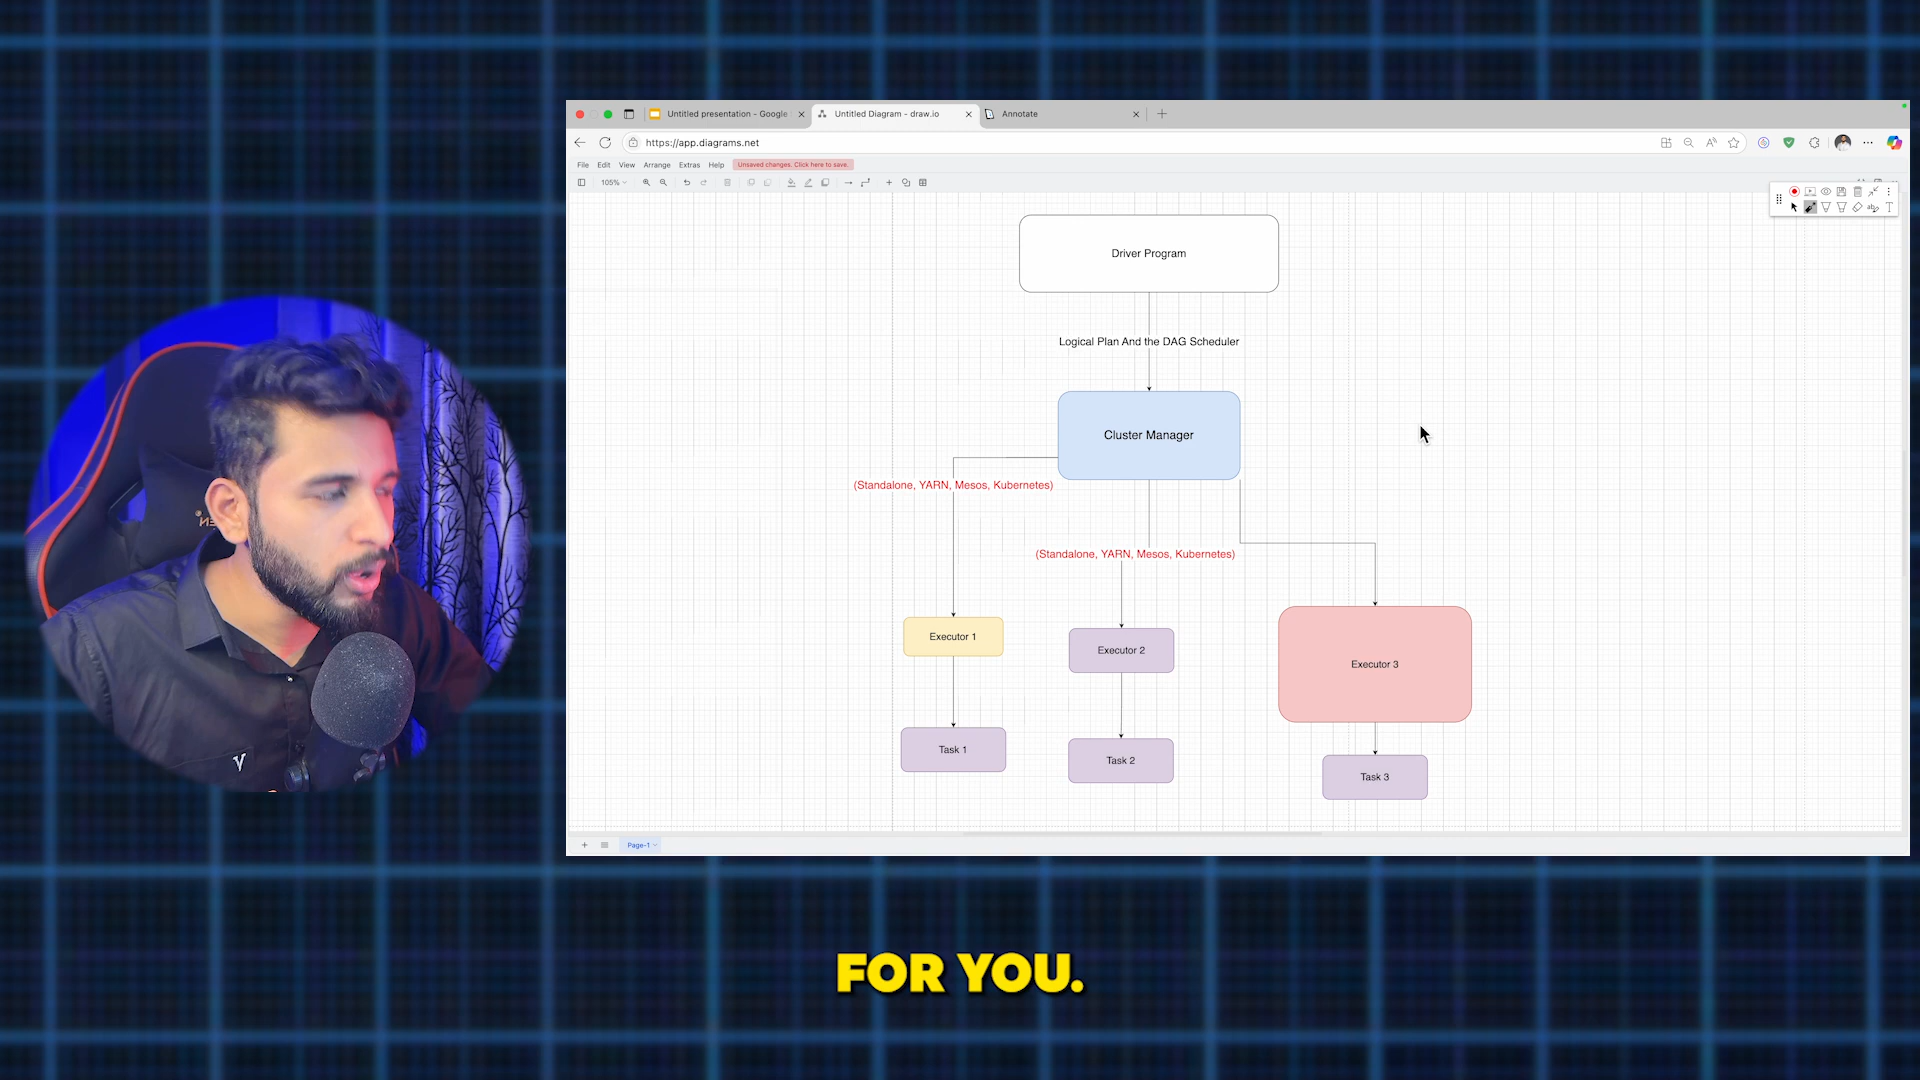 Untitled presentation - Google
Untitled Diagram - draw.io
Annotate
https://app.diagrams.net
File Edit View Arrange Extras Help Unsaved changes. Click here to save.
105%
Driver Program
Logical Plan And the DAG Scheduler
Cluster Manager
(Standalone, YARN, Mesos, Kubernetes)
(Standalone, YARN, Mesos, Kubernetes)
Executor 1
Executor 2
Executor 3
Task 1
Task 2
Task 3
Page-1
FOR YOU.